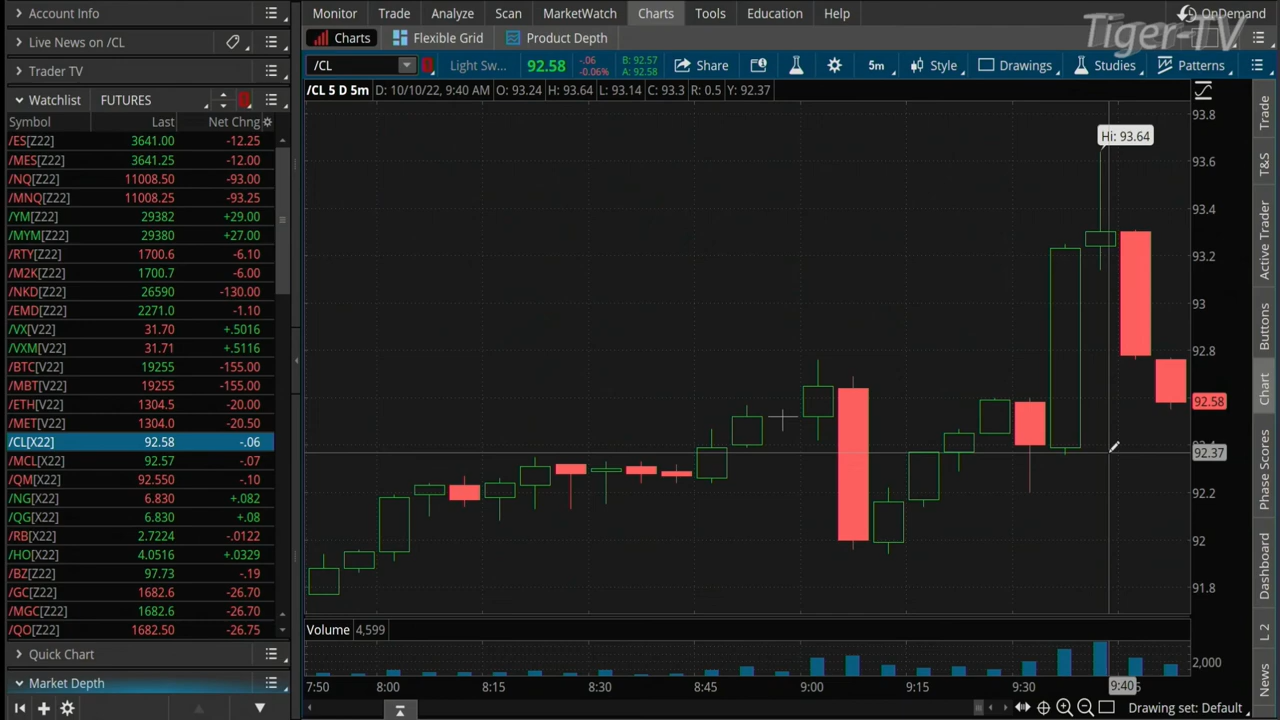 Account Info
Live News on /CL
Trader TV
Watchlist FUTURES
Symbol Last Net Chng
/ES[Z22] 3641.00 -12.25
/MES[Z22] 3641.25 -12.00
/NQ[Z22] 11008.50 -93.00
/MNQ[Z22] 11008.25 -93.25
/YM[Z22] 29382 +29.00
/MYM[Z22] 29380 +27.00
/RTY[Z22] 1700.6 -6.10
/M2K[Z22] 1700.7 -6.00
/NKD[Z22] 26590 -130.00
/EMD[Z22] 2271.0 -1.10
/VX[V22] 31.70 +.5016
/VXM[V22] 31.71 +.5116
/BTC[V22] 19255 -155.00
/MBT[V22] 19255 -155.00
/ETH[V22] 1304.5 -20.00
/MET[V22] 1304.0 -20.50
/CL[X22] 92.58 -.06
/MCL[X22] 92.57 -.07
/QM[X22] 92.550 -.10
/NG[X22] 6.830 +.082
/QG[X22] 6.830 +.08
/RB[X22] 2.7224 -.0122
/HO[X22] 4.0516 +.0329
/BZ[Z22] 97.73 -.19
/GC[Z22] 1682.6 -26.70
/MGC[Z22] 1682.6 -26.70
/QO[Z22] 1682.50 -26.75
Quick Chart
Market Depth
Monitor Trade Analyze Scan MarketWatch Charts Tools Education Help OnDemand
Tiger-TV
Charts Flexible Grid Product Depth
/CL Light Sw... 92.58 -.06 B: 92.57
-0.06% A: 92.58
Share 5m Style Drawings Studies Patterns
/CL 5 D 5m D: 10/10/22, 9:40 AM O: 93.24 H: 93.64 L: 93.14 C: 93.3 R: 0.5 Y: 92.37
Hi: 93.64
93.8
93.6
93.4
93.2
93
92.8
92.58
92.37
92.2
92
91.8
Volume 4,599
2,000
7:50 8:00 8:15 8:30 8:45 9:00 9:15 9:30 9:40
Drawing set: Default
Trade
T&S
Active Trader
Buttons
Chart
Phase Scores
Dashboard
L 2
News